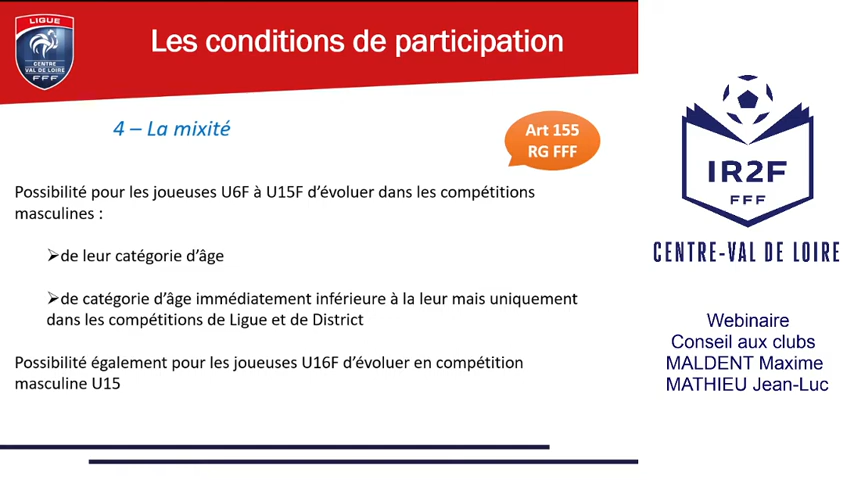 LIGUE
CENTRE
VAL DE LOIRE
FFF
Les conditions de participation
4 – La mixité
Art 155
RG FFF
Possibilité pour les joueuses U6F à U15F d'évoluer dans les compétitions
masculines :
➢de leur catégorie d'âge
➢de catégorie d'âge immédiatement inférieure à la leur mais uniquement
dans les compétitions de Ligue et de District
Possibilité également pour les joueuses U16F d'évoluer en compétition
masculine U15
IR2F
FFF
CENTRE-VAL DE LOIRE
Webinaire
Conseil aux clubs
MALDENT Maxime
MATHIEU Jean-Luc